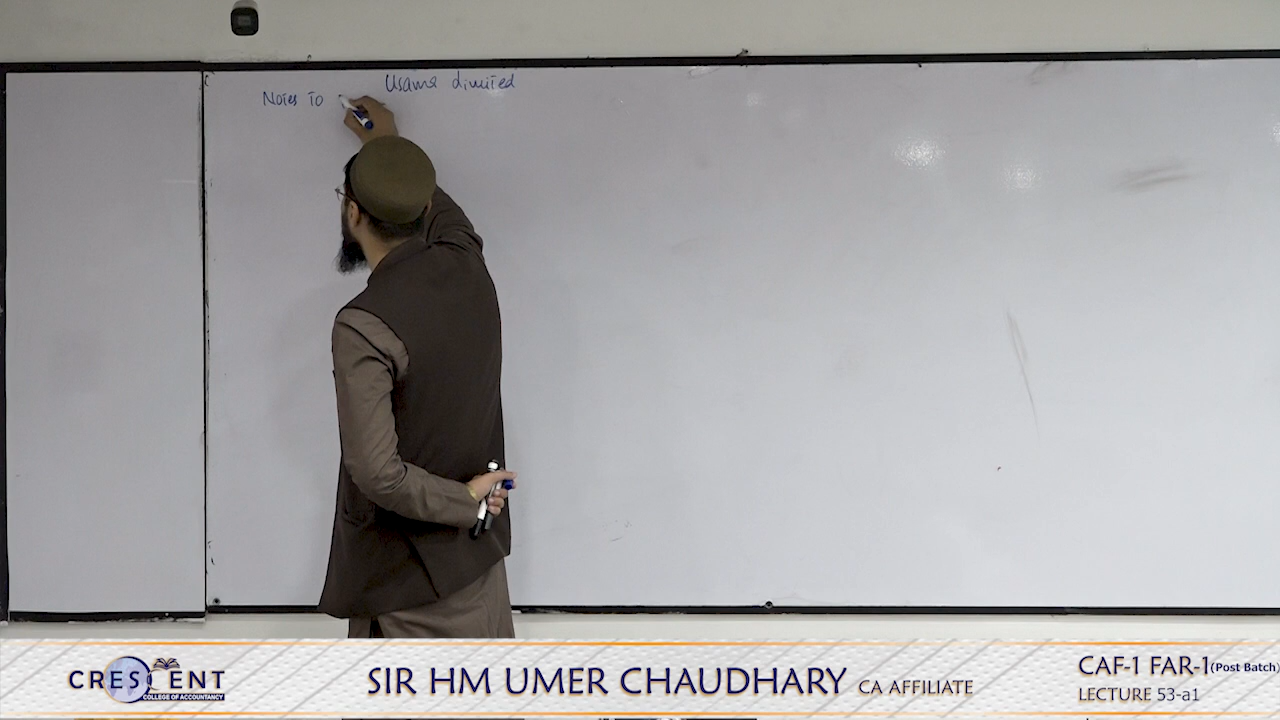 Usama Limited
Notes to
CRESCENT
COLLEGE OF ACCOUNTANCY
SIR HM UMER CHAUDHARY CA AFFILIATE
CAF-1 FAR-1 (Post Batch)
LECTURE 53-a1